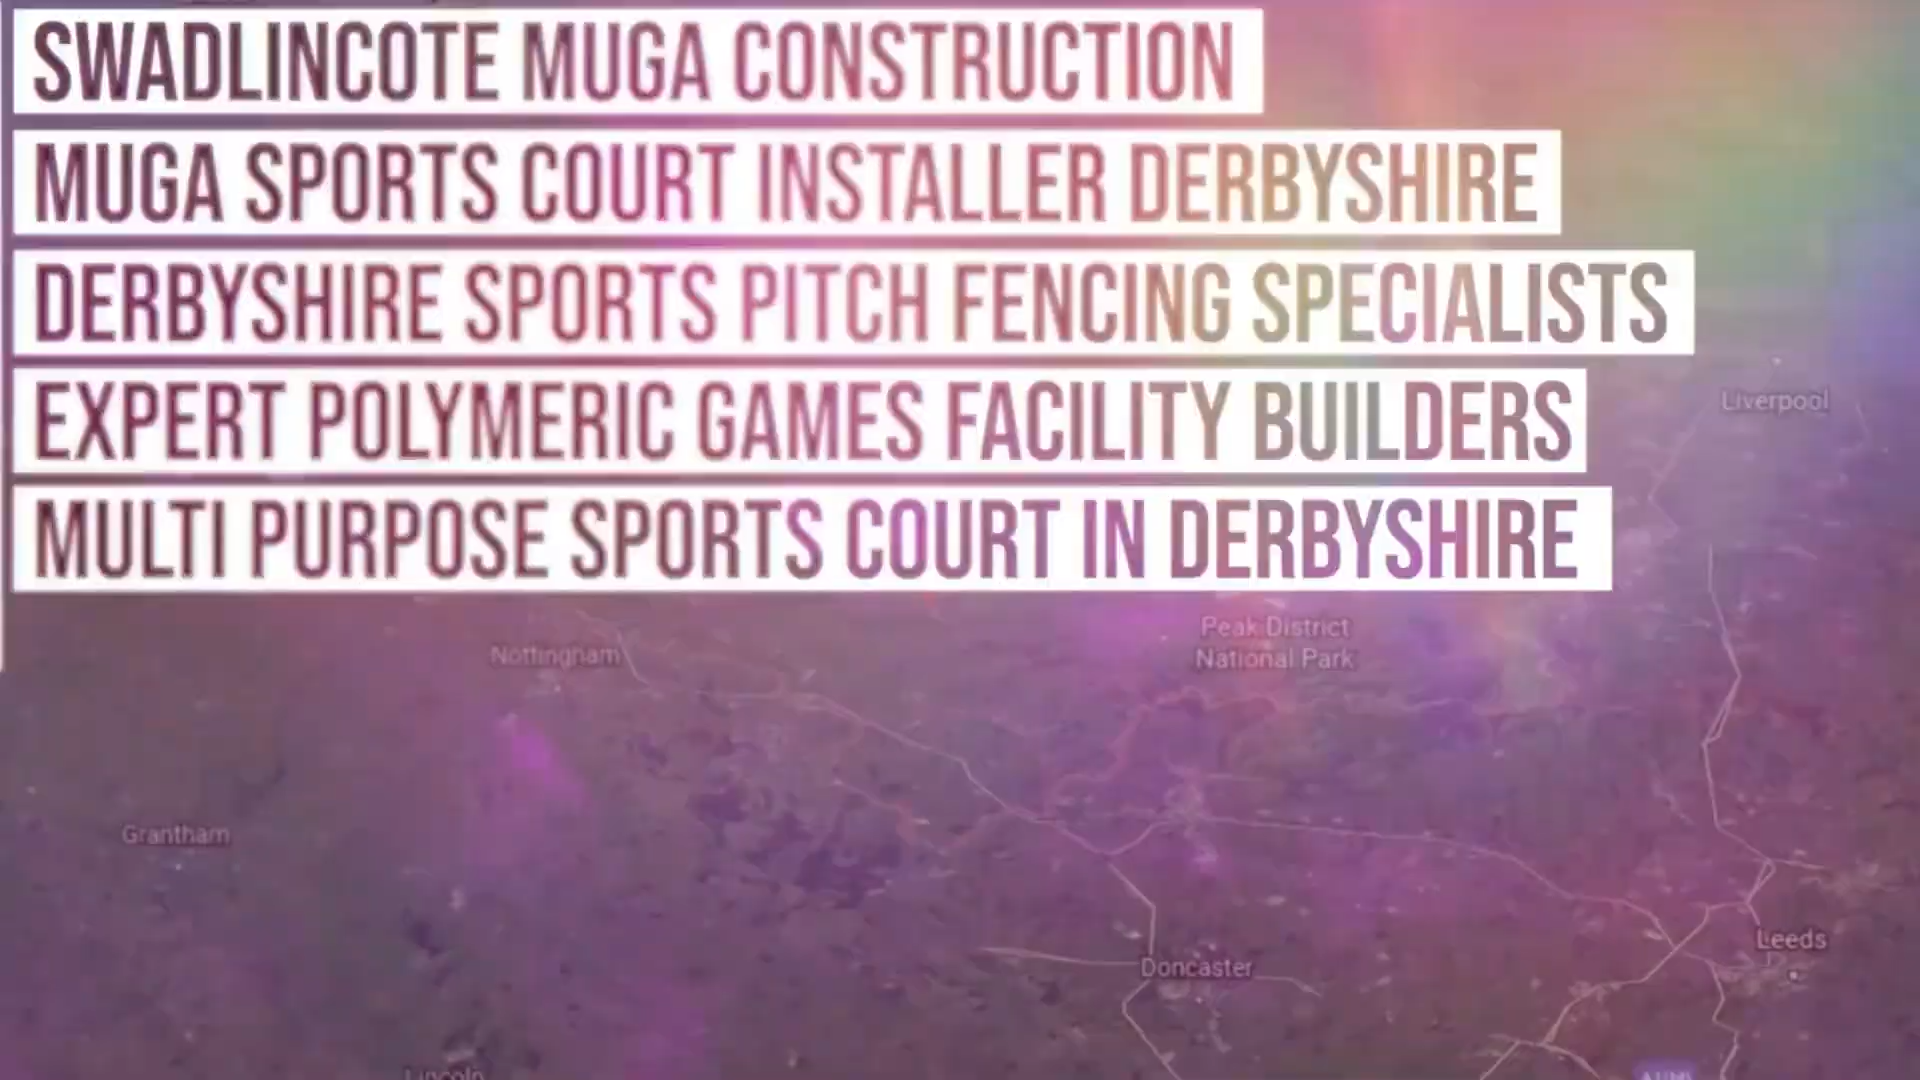 SWADLINCOTE MUGA CONSTRUCTION
MUGA SPORTS COURT INSTALLER DERBYSHIRE
DERBYSHIRE SPORTS PITCH FENCING SPECIALISTS
EXPERT POLYMERIC GAMES FACILITY BUILDERS
MULTI PURPOSE SPORTS COURT IN DERBYSHIRE
Liverpool
Peak District
National Park
Nottingham
Grantham
Leeds
Doncaster
Lincoln